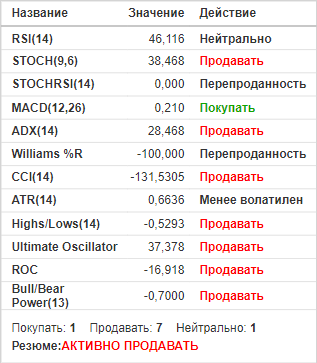 Название Значение Действие
RSI(14) 46,116 Нейтрально
STOCH(9,6) 38,468 Продавать
STOCHRSI(14) 0,000 Перепроданность
MACD(12,26) 0,210 Покупать
ADX(14) 28,468 Продавать
Williams %R -100,000 Перепроданность
CCI(14) -131,5305 Продавать
ATR(14) 0,6636 Менее волатилен
Highs/Lows(14) -0,5293 Продавать
Ultimate Oscillator 37,378 Продавать
ROC -16,918 Продавать
Bull/Bear
Power(13) -0,7000 Продавать
Покупать: 1 Продавать: 7 Нейтрально: 1
Резюме:АКТИВНО ПРОДАВАТЬ